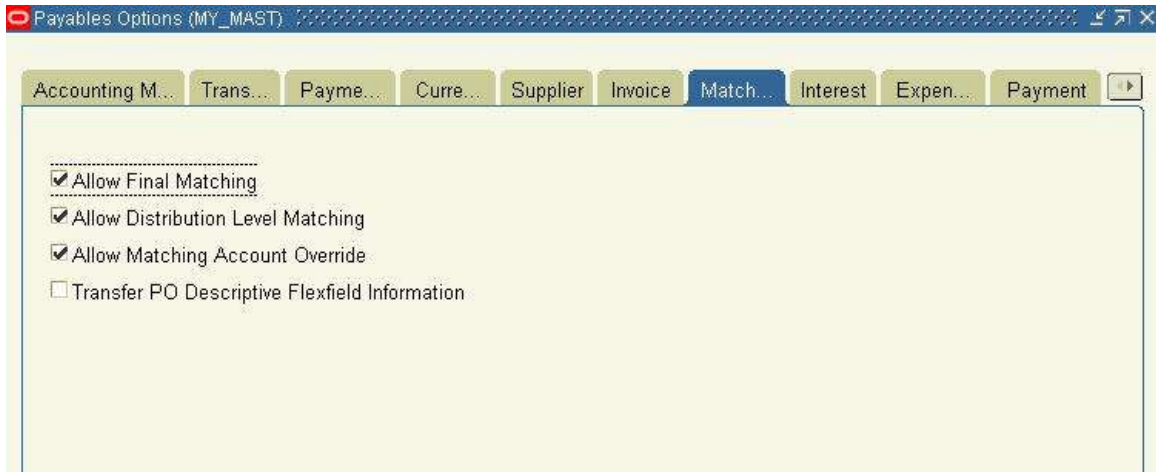 Payables Options (MY_MAST)
Accounting M... Trans... Payme... Curre... Supplier Invoice Match... Interest Expen... Payment
Allow Final Matching
Allow Distribution Level Matching
Allow Matching Account Override
Transfer PO Descriptive Flexfield Information